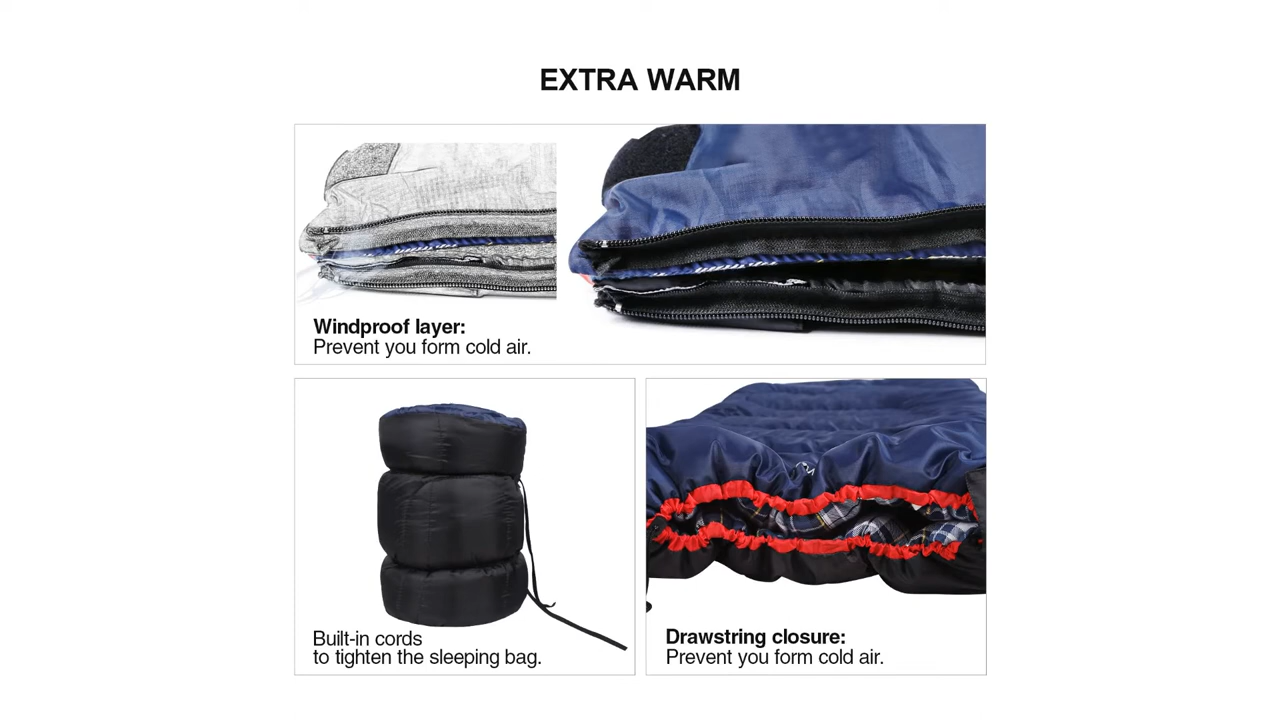 EXTRA WARM
Windproof layer:
Prevent you form cold air.
Built-in cords
to tighten the sleeping bag.
Drawstring closure:
Prevent you form cold air.